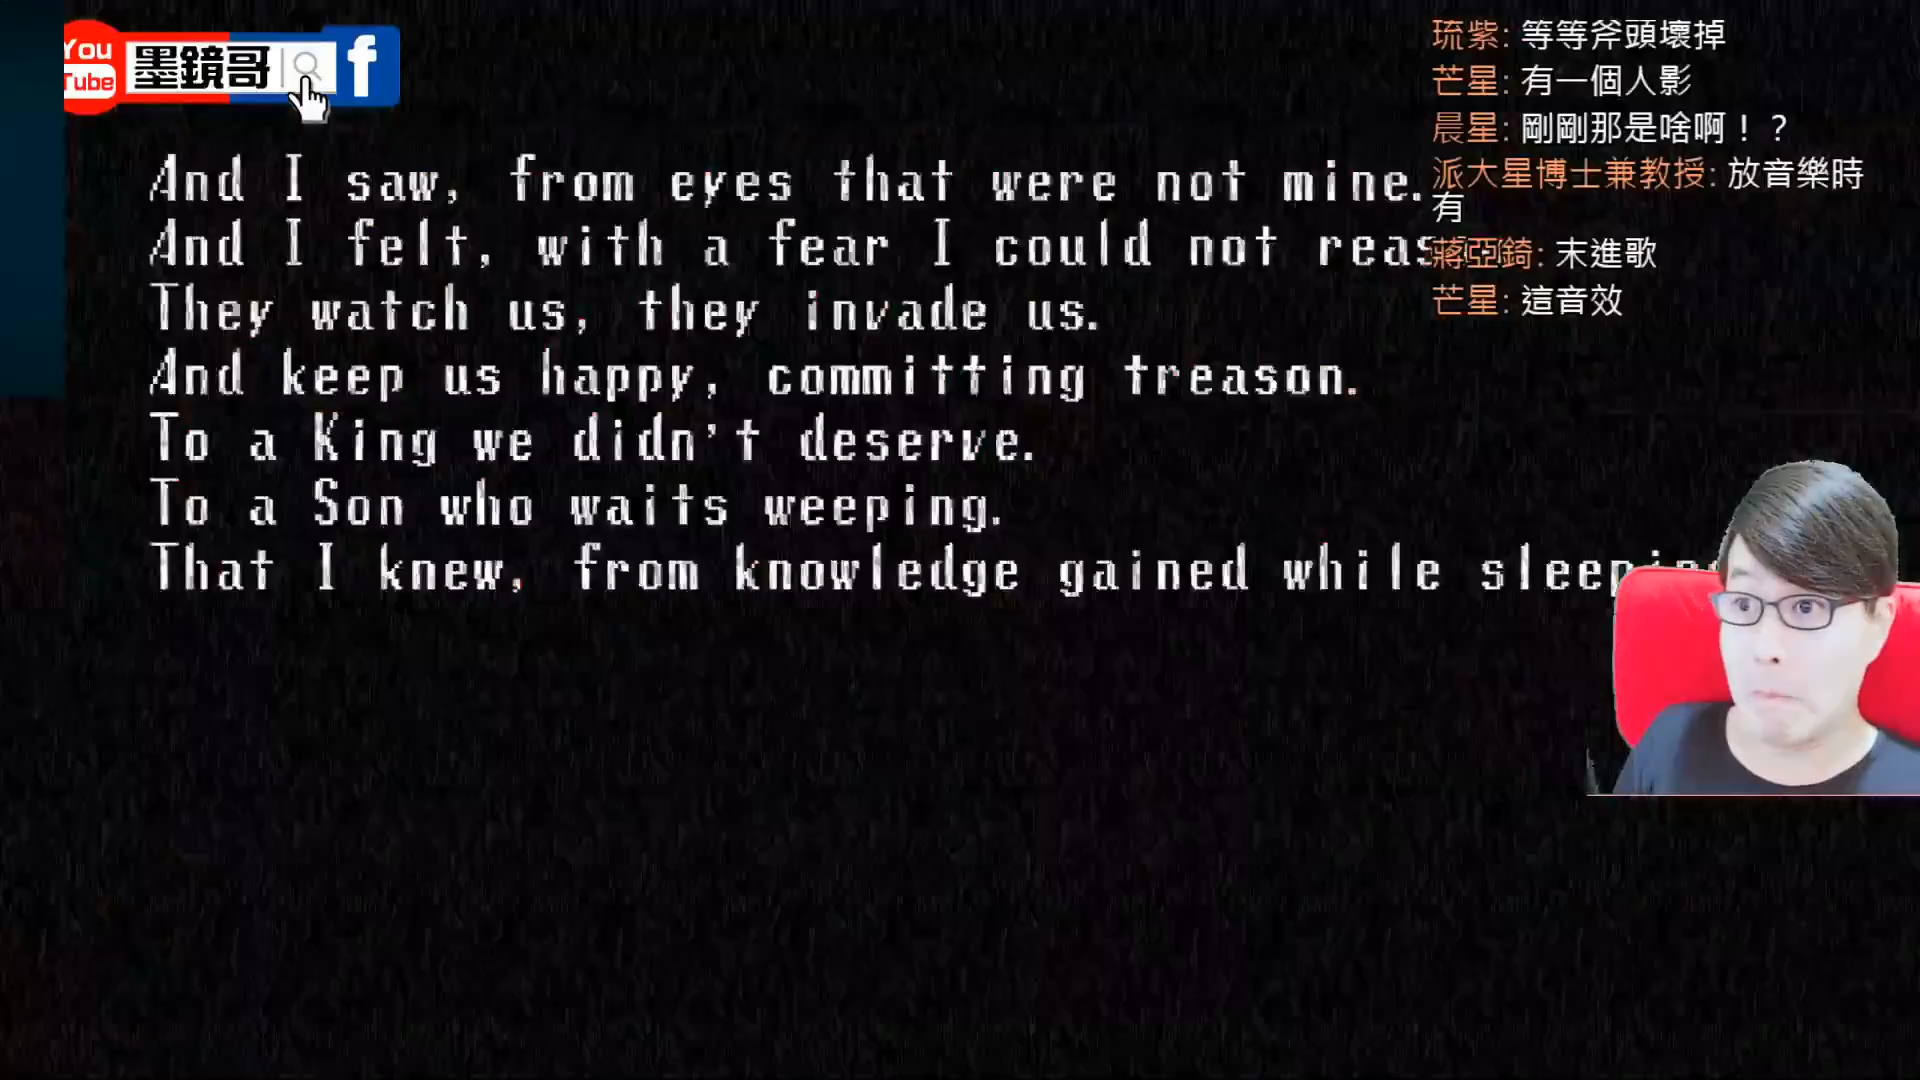 You
Tube
墨鏡哥
f
And I saw, from eyes that were not mine.
And I felt, with a fear I could not
They watch us, they invade us.
And keep us happy, committing treason.
To a King we didn't deserve.
To a Son who waits weeping.
That I knew, from knowledge gained while
琉紫: 等等斧頭壞掉
芒星: 有一個人影
晨星: 剛剛那是啥啊！？
派大星博士兼教授: 放音樂時
有
蔣亞錡: 末進歌
芒星: 這音效